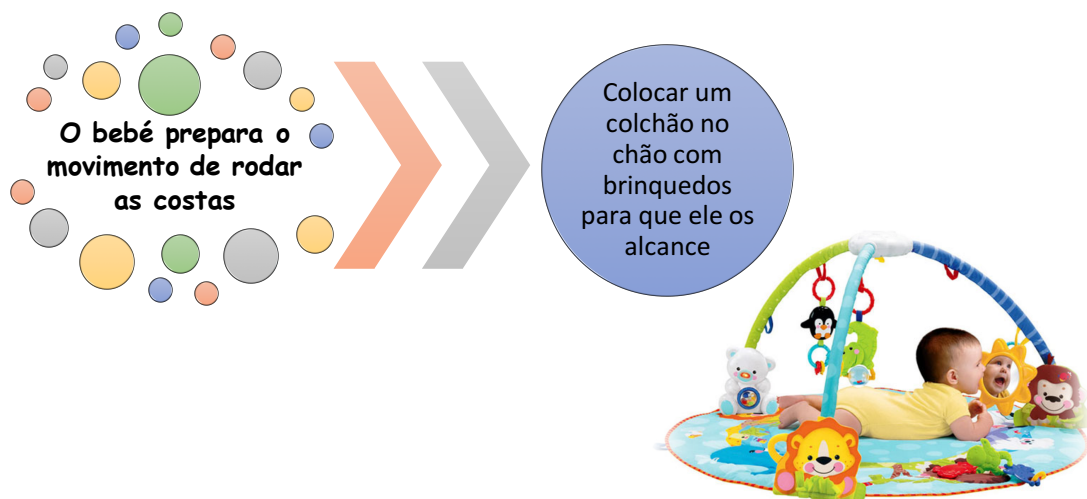 O bebé prepara o
movimento de rodar
as costas
Colocar um
colchão no
chão com
brinquedos
para que ele os
alcance